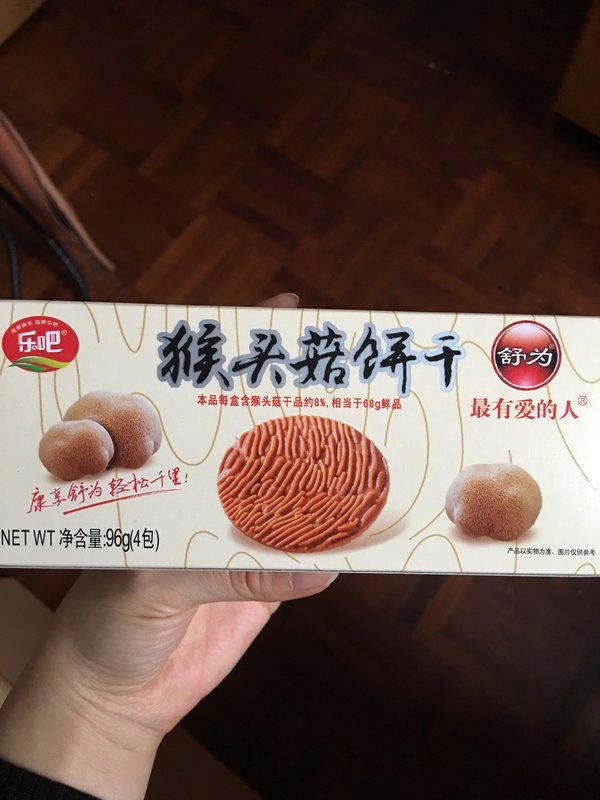 乐吧®
猴头菇饼干
舒为®
最有爱的人®
本品每盒含猴头菇干品约8%, 相当于68g鲜品
康享舒为 轻松千里!
NET WT 净含量:96g(4包)
产品以实物为准, 图片仅供参考